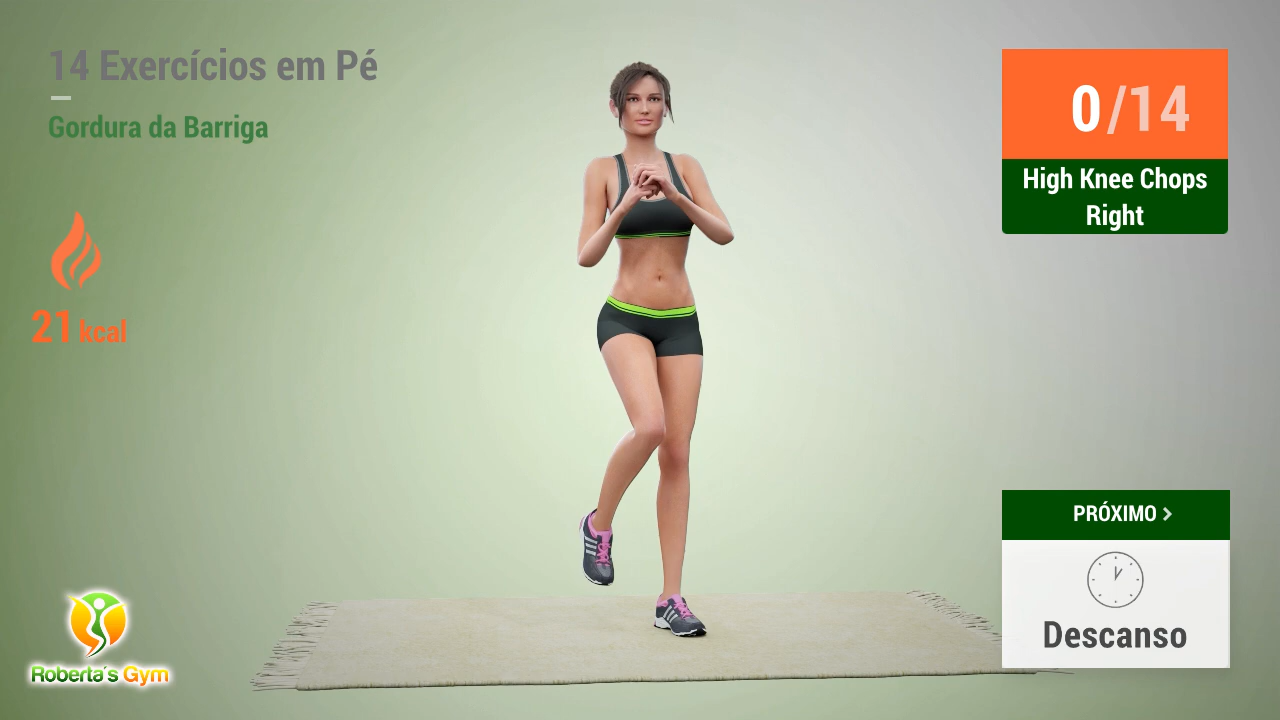 14 Exercícios em Pé
Gordura da Barriga
21 kcal
0/14
High Knee Chops
Right
PRÓXIMO >
Descanso
Roberta´s Gym